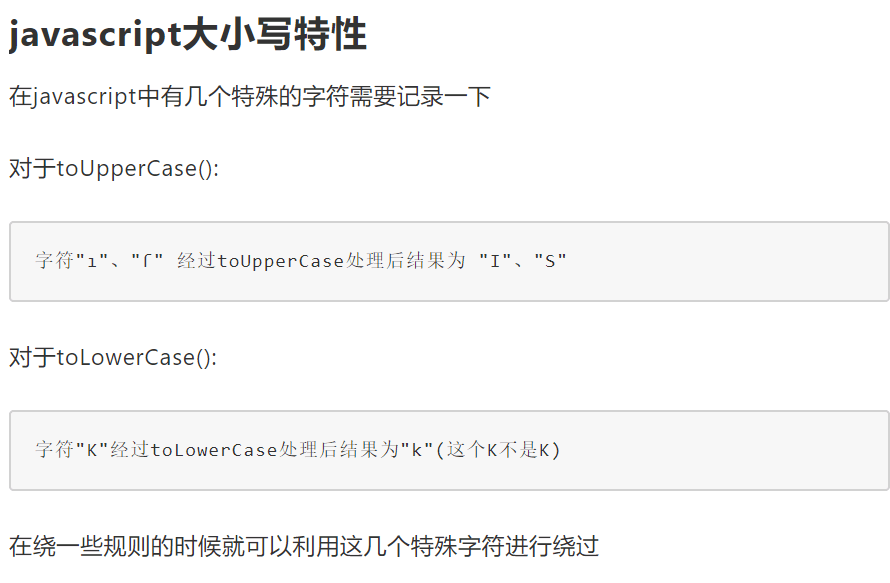 javascript大小写特性
在javascript中有几个特殊的字符需要记录一下
对于toUpperCase():
字符"ı"、"ſ" 经过toUpperCase处理后结果为 "I"、"S"
对于toLowerCase():
字符"K"经过toLowerCase处理后结果为"k"(这个K不是K)
在绕一些规则的时候就可以利用这几个特殊字符进行绕过